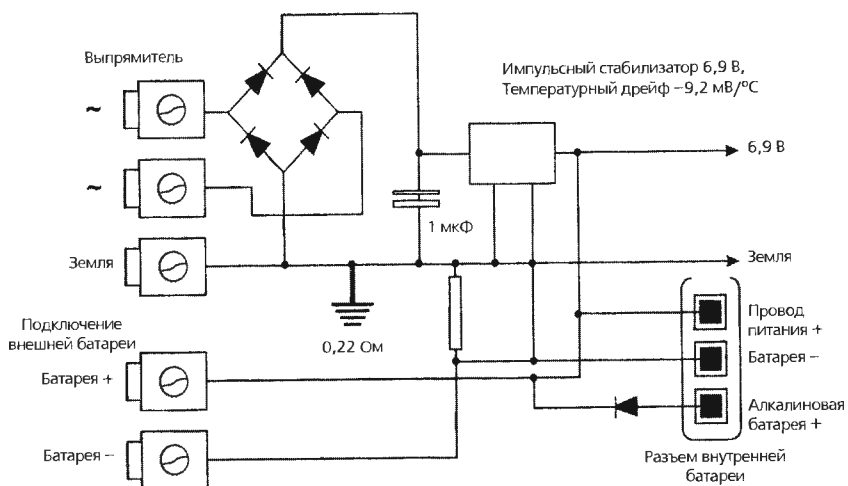 Выпрямитель
Импульсный стабилизатор 6,9 В,
Температурный дрейф –9,2 мВ/°С
~
6,9 В
~
1 мкФ
Земля
Земля
Подключение
внешней батареи
0,22 Ом
Провод
питания +
Батарея –
Батарея +
Алкалиновая
батарея +
Батарея –
Разъем внутренней
батареи